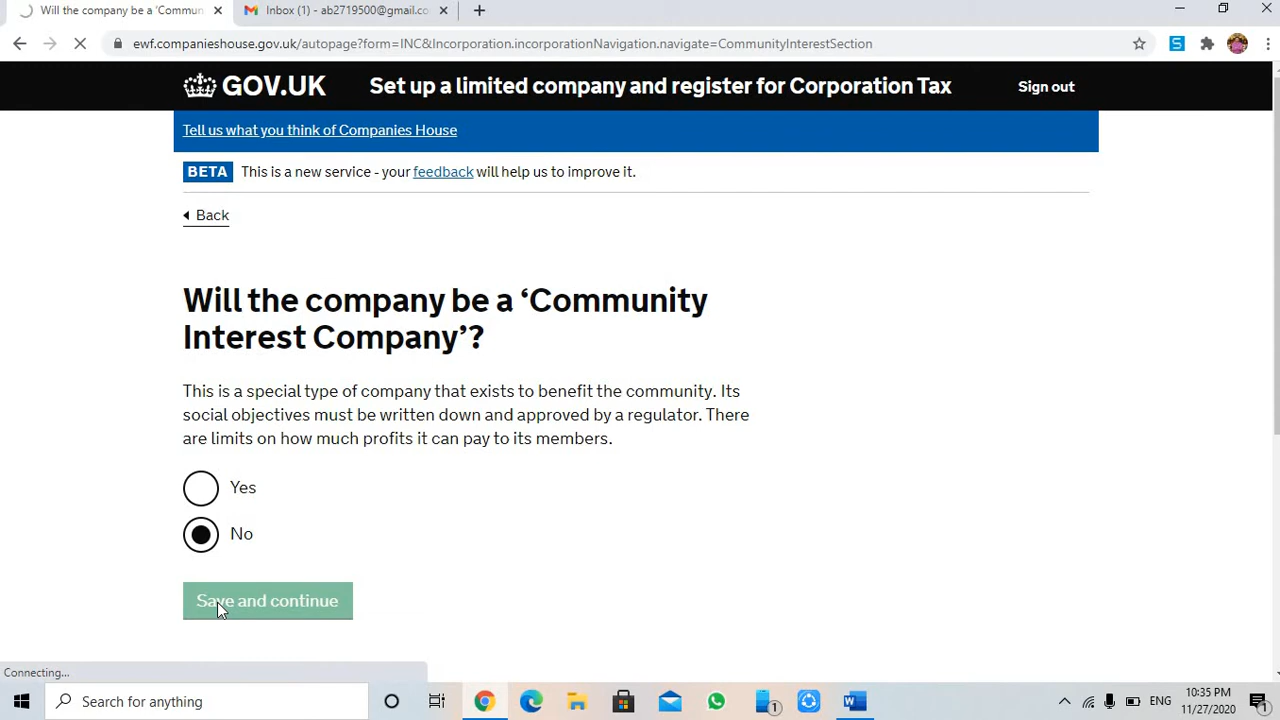 Will the company be a 'Commun
Inbox (1) - ab2719500@gmail.co
ewf.companieshouse.gov.uk/autopage?form=INC&Incorporation.incorporationNavigation.navigate=CommunityInterestSection
GOV.UK
Set up a limited company and register for Corporation Tax
Sign out
Tell us what you think of Companies House
BETA This is a new service - your feedback will help us to improve it.
Back
Will the company be a ‘Community
Interest Company’?
This is a special type of company that exists to benefit the community. Its
social objectives must be written down and approved by a regulator. There
are limits on how much profits it can pay to its members.
Yes
No
Save and continue
Connecting...
Search for anything
1
ENG
10:35 PM
11/27/2020
1